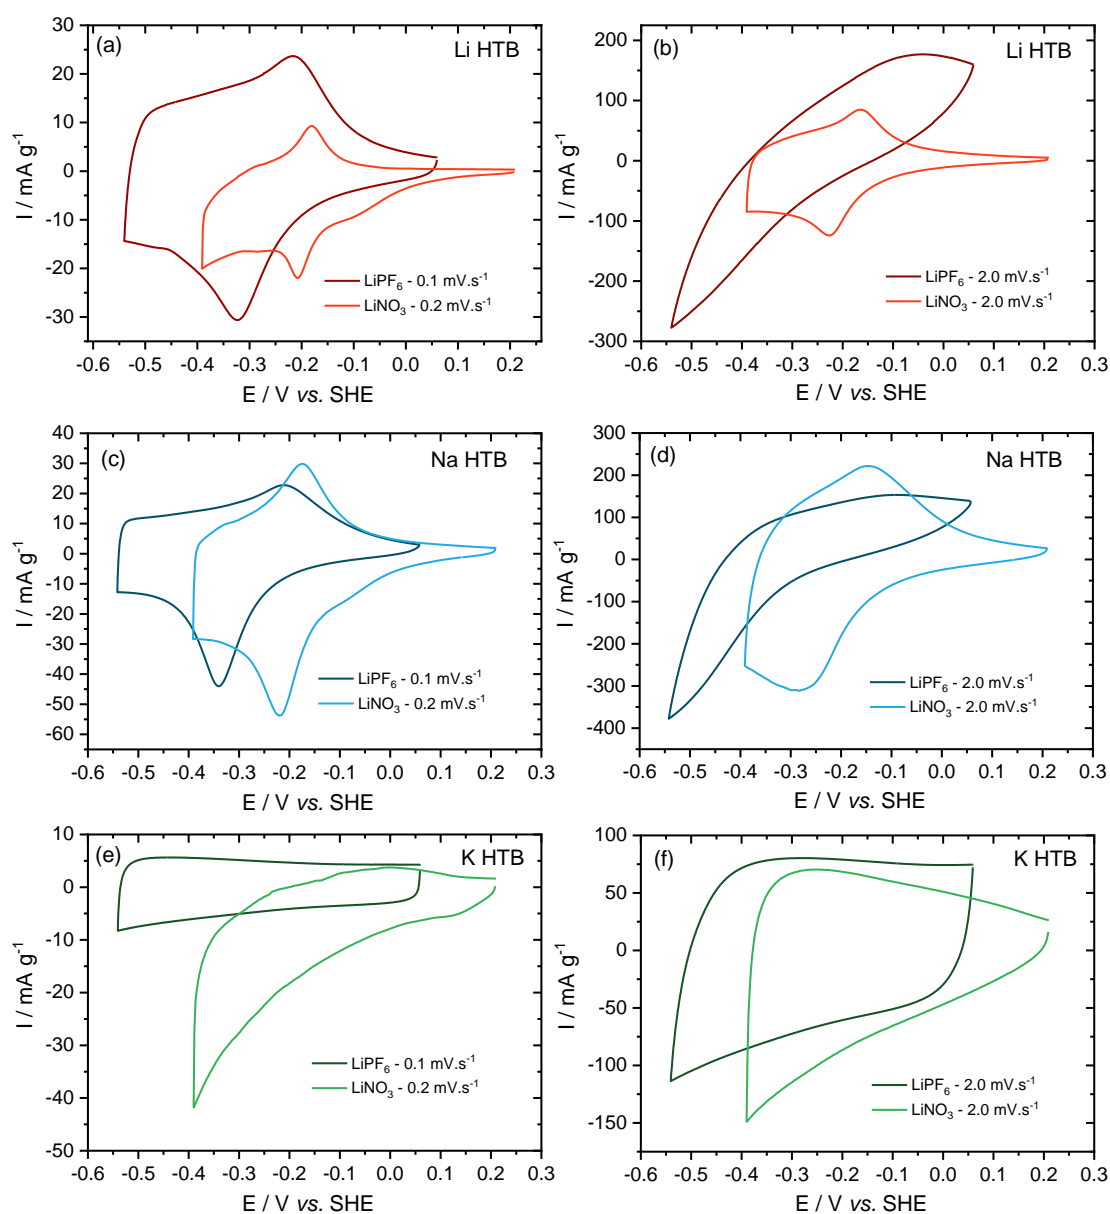 (a)
Li HTB
30
20
10
0
-10
-20
-30
I / mA g⁻¹
LiPF₆ - 0.1 mV.s⁻¹
LiNO₃ - 0.2 mV.s⁻¹
-0.6 -0.5 -0.4 -0.3 -0.2 -0.1 0.0 0.1 0.2
E / V vs. SHE
(b)
Li HTB
200
100
0
-100
-200
-300
I / mA g⁻¹
LiPF₆ - 2.0 mV.s⁻¹
LiNO₃ - 2.0 mV.s⁻¹
-0.6 -0.5 -0.4 -0.3 -0.2 -0.1 0.0 0.1 0.2 0.3
E / V vs. SHE
(c)
Na HTB
40
30
20
10
0
-10
-20
-30
-40
-50
-60
I / mA g⁻¹
LiPF₆ - 0.1 mV.s⁻¹
LiNO₃ - 0.2 mV.s⁻¹
-0.6 -0.5 -0.4 -0.3 -0.2 -0.1 0.0 0.1 0.2 0.3
E / V vs. SHE
(d)
Na HTB
300
200
100
0
-100
-200
-300
-400
I / mA g⁻¹
LiPF₆ - 2.0 mV.s⁻¹
LiNO₃ - 2.0 mV.s⁻¹
-0.6 -0.5 -0.4 -0.3 -0.2 -0.1 0.0 0.1 0.2 0.3
E / V vs. SHE
(e)
K HTB
10
0
-10
-20
-30
-40
-50
I / mA g⁻¹
LiPF₆ - 0.1 mV.s⁻¹
LiNO₃ - 0.2 mV.s⁻¹
-0.6 -0.5 -0.4 -0.3 -0.2 -0.1 0.0 0.1 0.2 0.3
E / V vs. SHE
(f)
K HTB
100
75
50
25
0
-50
-100
-150
I / mA g⁻¹
LiPF₆ - 2.0 mV.s⁻¹
LiNO₃ - 2.0 mV.s⁻¹
-0.6 -0.5 -0.4 -0.3 -0.2 -0.1 0.0 0.1 0.2 0.3
E / V vs. SHE